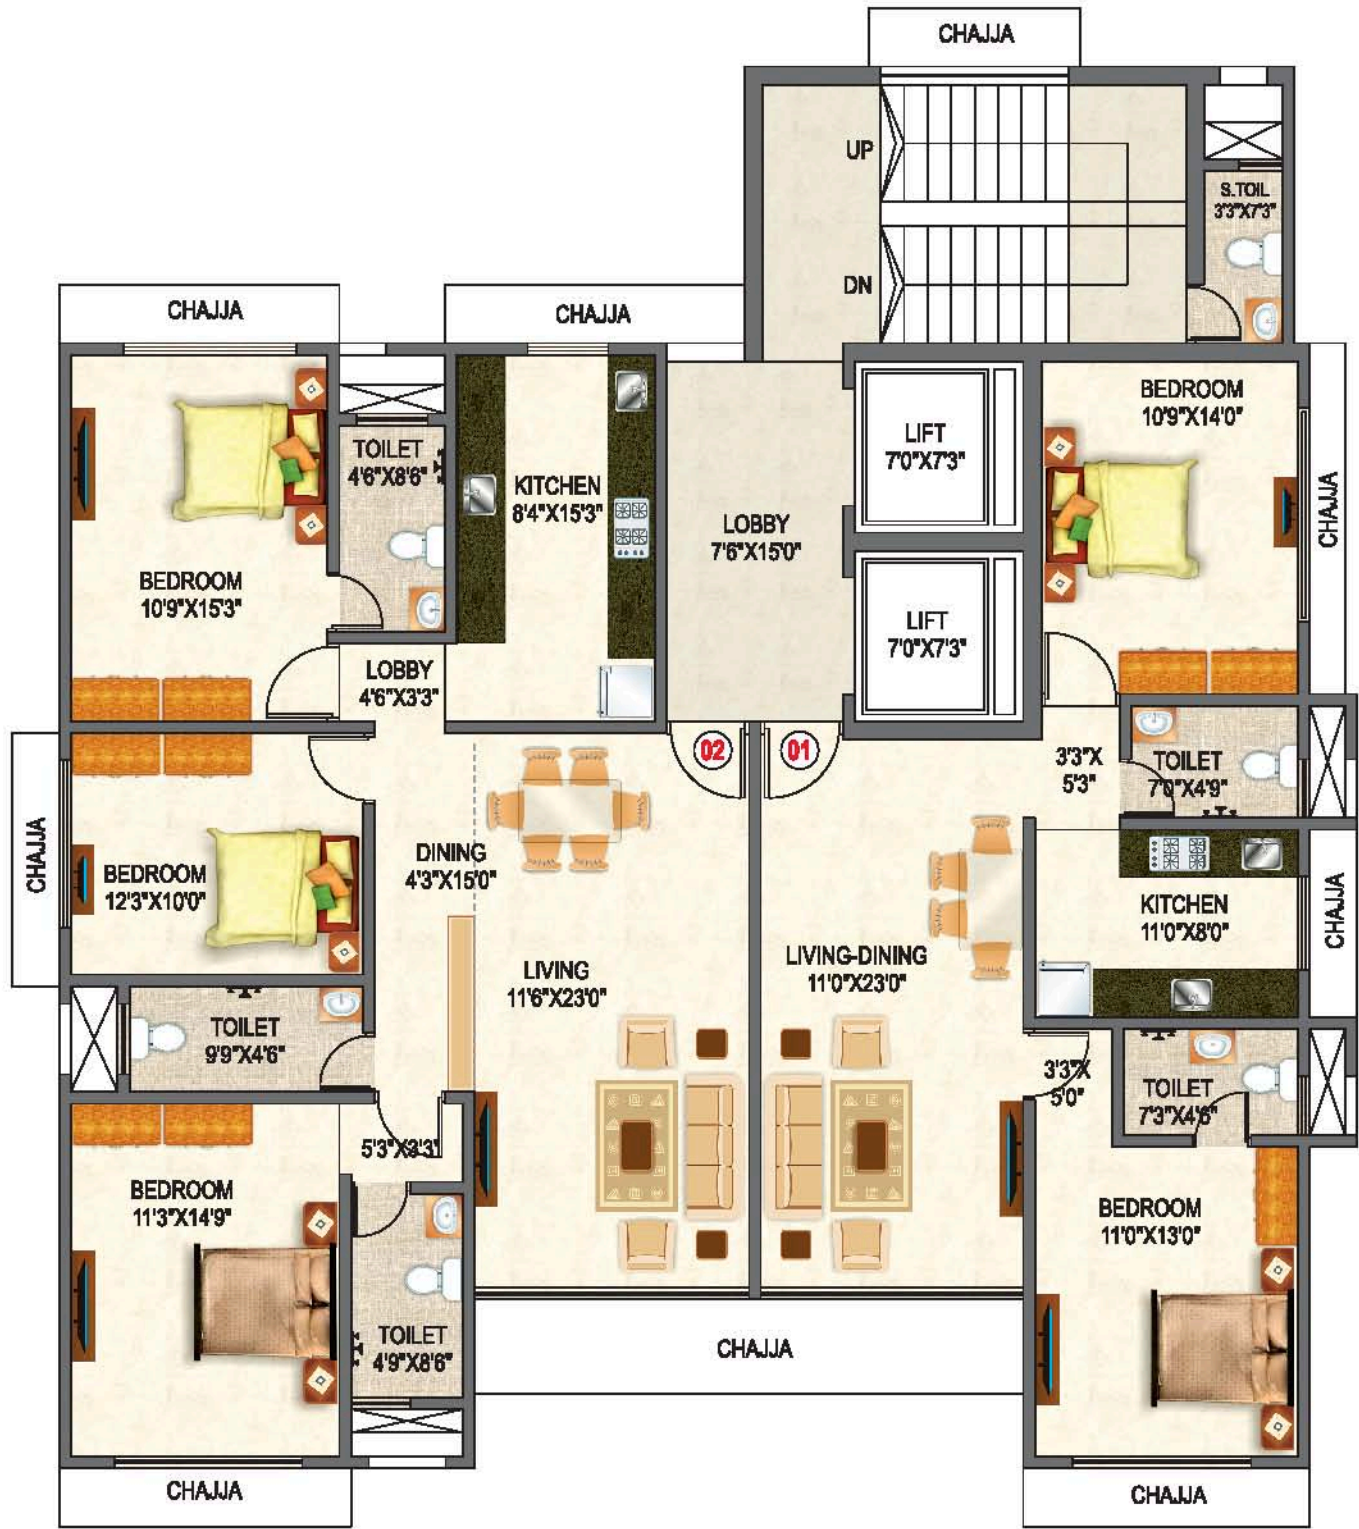 CHAJJA
UP
DN
S.TOIL
3'3"X7'3"
CHAJJA
CHAJJA
BEDROOM
10'9"X15'3"
TOILET
4'6"X8'6"
KITCHEN
8'4"X15'3"
LOBBY
7'6"X15'0"
LIFT
7'0"X7'3"
LIFT
7'0"X7'3"
BEDROOM
10'9"X14'0"
CHAJJA
LOBBY
4'6"X3'3"
02
01
3'3"X
5'3"
TOILET
7'0"X4'9"
CHAJJA
BEDROOM
12'3"X10'0"
DINING
4'3"X15'0"
LIVING
11'6"X23'0"
LIVING-DINING
11'0"X23'0"
KITCHEN
11'0"X8'0"
CHAJJA
TOILET
9'9"X4'6"
3'3"X
5'0"
TOILET
7'3"X4'6"
5'3"X3'3"
BEDROOM
11'3"X14'9"
BEDROOM
11'0"X13'0"
TOILET
4'9"X8'6"
CHAJJA
CHAJJA
CHAJJA